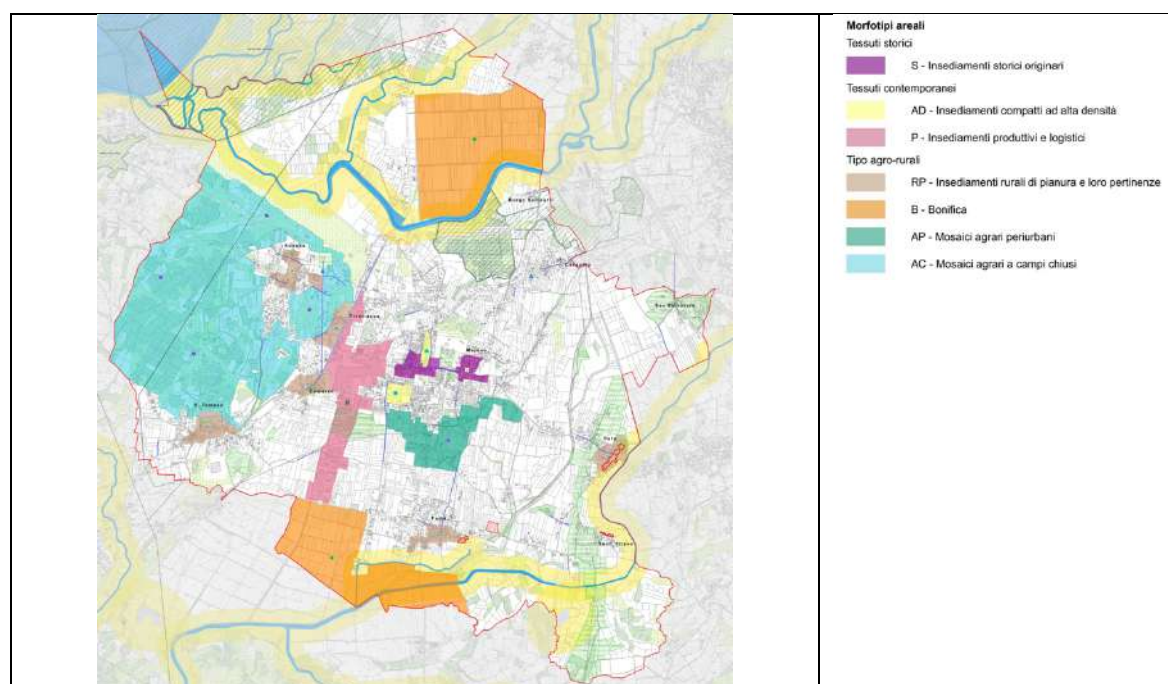 Morfotipi areali
Tessuti storici
S - Insediamenti storici originari
Tessuti contemporanei
AD - Insediamenti compatti ad alta densità
P - Insediamenti produttivi e logistici
Tipo agro-rurali
RP - Insediamenti rurali di pianura e loro pertinenze
B - Bonifica
AP - Mosaici agrari periurbani
AC - Mosaici agrari a campi chiusi